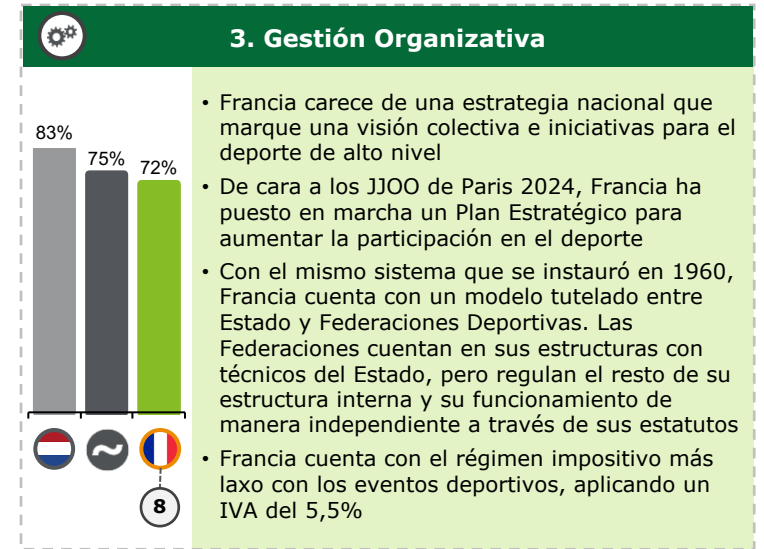 3. Gestión Organizativa
83%
75%
72%
8
• Francia carece de una estrategia nacional que
marque una visión colectiva e iniciativas para el
deporte de alto nivel
• De cara a los JJOO de Paris 2024, Francia ha
puesto en marcha un Plan Estratégico para
aumentar la participación en el deporte
• Con el mismo sistema que se instauró en 1960,
Francia cuenta con un modelo tutelado entre
Estado y Federaciones Deportivas. Las
Federaciones cuentan en sus estructuras con
técnicos del Estado, pero regulan el resto de su
estructura interna y su funcionamiento de
manera independiente a través de sus estatutos
• Francia cuenta con el régimen impositivo más
laxo con los eventos deportivos, aplicando un
IVA del 5,5%